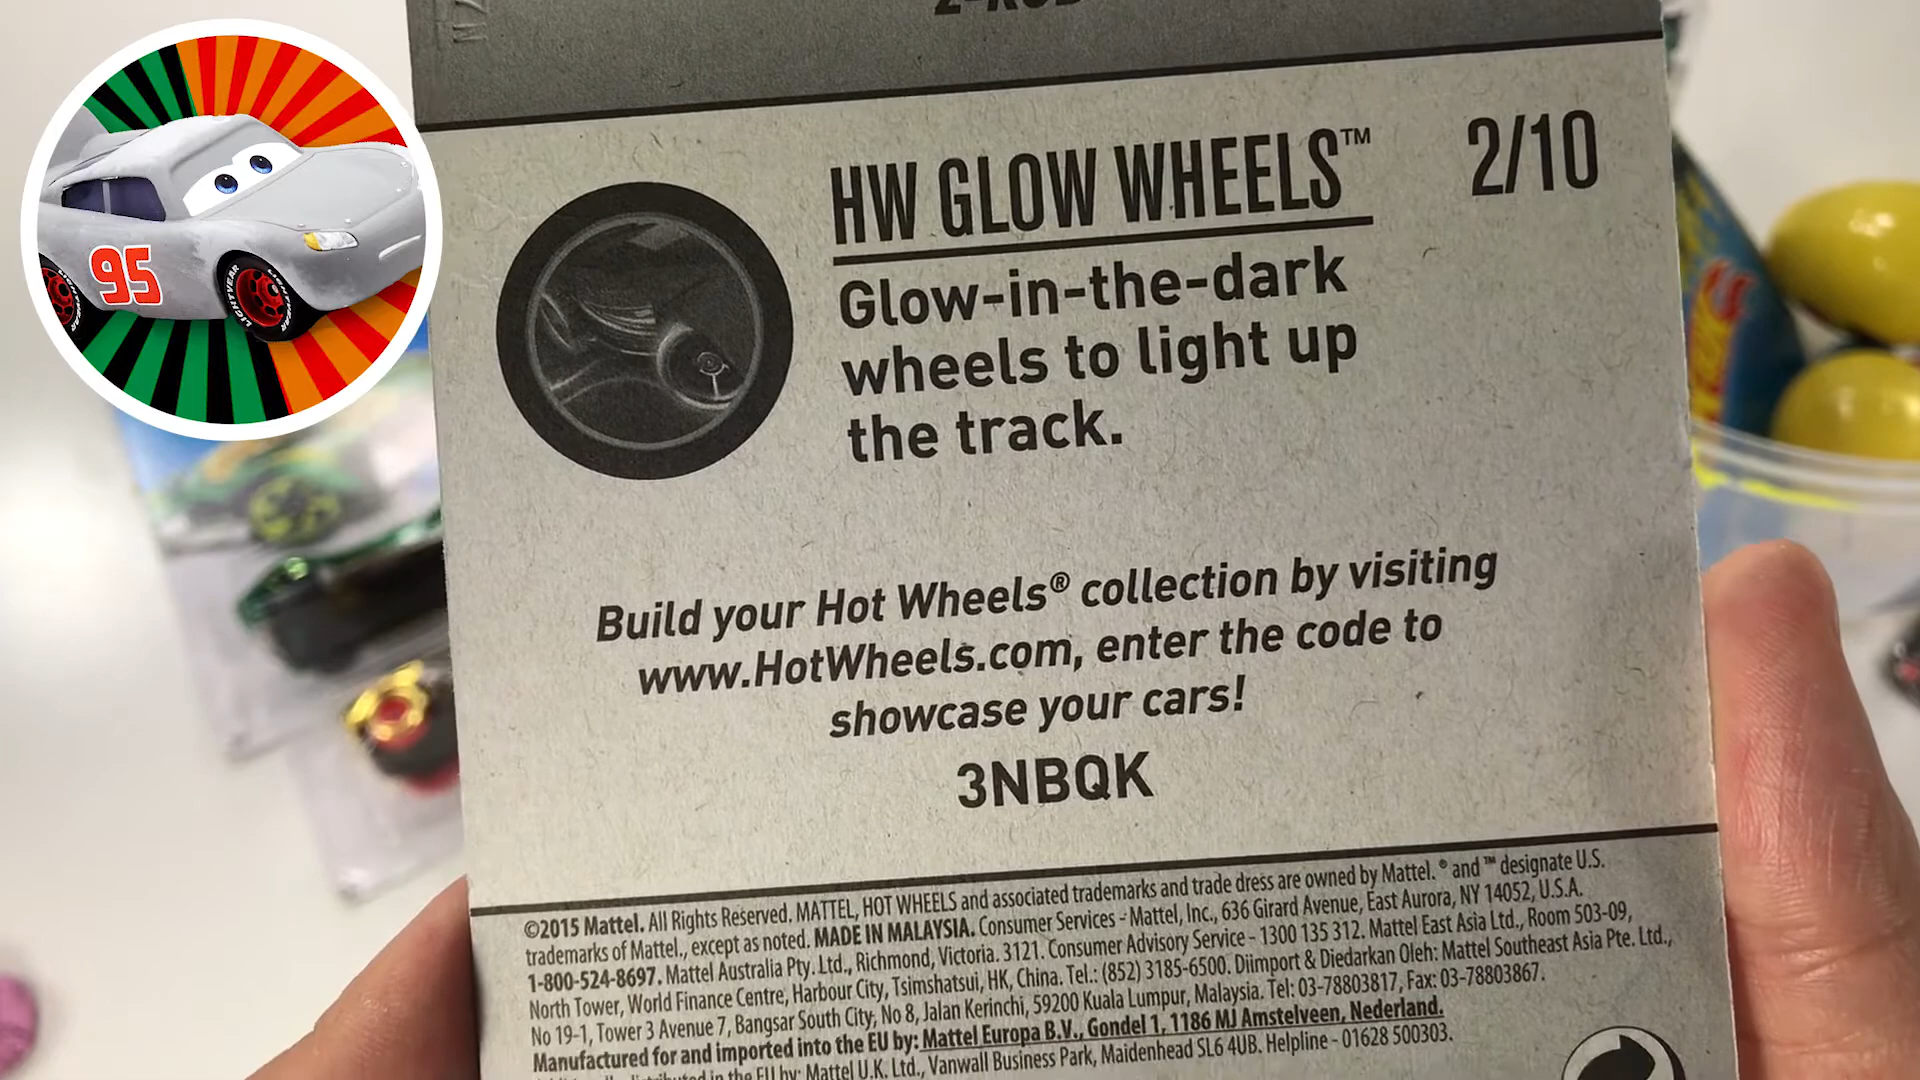 Z-ROD
HW GLOW WHEELS™ 2/10
Glow-in-the-dark
wheels to light up
the track.
Build your Hot Wheels® collection by visiting
www.HotWheels.com, enter the code to
showcase your cars!
3NBQK
©2015 Mattel. All Rights Reserved. MATTEL, HOT WHEELS and associated trademarks and trade dress are owned by Mattel. ® and ™ designate U.S.
trademarks of Mattel., except as noted. MADE IN MALAYSIA. Consumer Services - Mattel, Inc., 636 Girard Avenue, East Aurora, NY 14052, U.S.A.
1-800-524-8697. Mattel Australia Pty. Ltd., Richmond, Victoria. 3121. Consumer Advisory Service - 1300 135 312. Mattel East Asia Ltd., Room 503-09,
North Tower, World Finance Centre, Harbour City, Tsimshatsui, HK, China. Tel.: (852) 3185-6500. Diimport & Diedarkan Oleh: Mattel Southeast Asia Pte. Ltd.,
No 19-1, Tower 3 Avenue 7, Bangsar South City, No 8, Jalan Kerinchi, 59200 Kuala Lumpur, Malaysia. Tel: 03-78803817, Fax: 03-78803867.
Manufactured for and imported into the EU by: Mattel Europa B.V., Gondel 1, 1186 MJ Amstelveen, Nederland.
distributed in the EU by: Mattel U.K. Ltd., Vanwall Business Park, Maidenhead SL6 4UB. Helpline - 01628 500303.
95
LIGHTYEAR
LIGHTYEAR